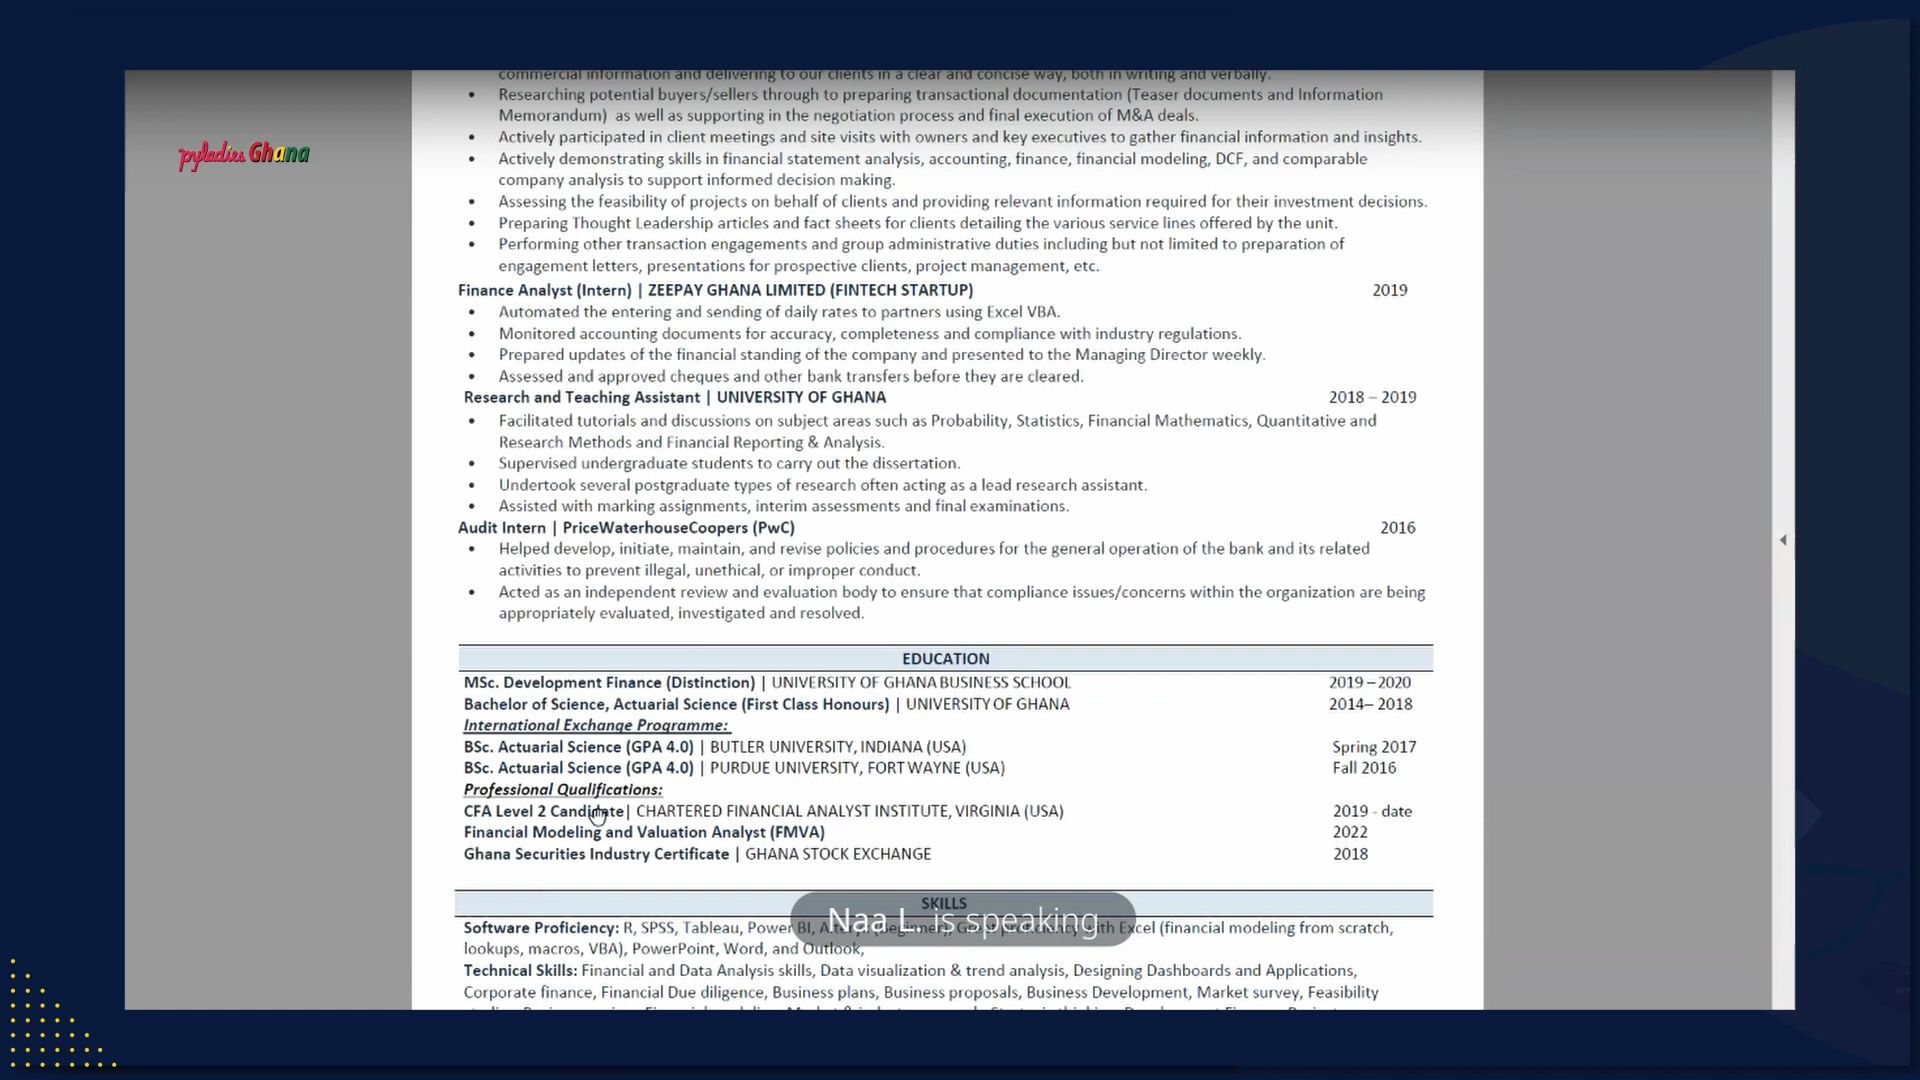 commercial information and delivering to our clients in a clear and concise way, both in writing and verbally.
• Researching potential buyers/sellers through to preparing transactional documentation (Teaser documents and Information
Memorandum) as well as supporting in the negotiation process and final execution of M&A deals.
pyladies Ghana
• Actively participated in client meetings and site visits with owners and key executives to gather financial information and insights.
• Actively demonstrating skills in financial statement analysis, accounting, finance, financial modeling, DCF, and comparable
company analysis to support informed decision making.
• Assessing the feasibility of projects on behalf of clients and providing relevant information required for their investment decisions.
• Preparing Thought Leadership articles and fact sheets for clients detailing the various service lines offered by the unit.
• Performing other transaction engagements and group administrative duties including but not limited to preparation of
engagement letters, presentations for prospective clients, project management, etc.
Finance Analyst (Intern) | ZEEPAY GHANA LIMITED (FINTECH STARTUP) 2019
• Automated the entering and sending of daily rates to partners using Excel VBA.
• Monitored accounting documents for accuracy, completeness and compliance with industry regulations.
• Prepared updates of the financial standing of the company and presented to the Managing Director weekly.
• Assessed and approved cheques and other bank transfers before they are cleared.
Research and Teaching Assistant | UNIVERSITY OF GHANA 2018 – 2019
• Facilitated tutorials and discussions on subject areas such as Probability, Statistics, Financial Mathematics, Quantitative and
Research Methods and Financial Reporting & Analysis.
• Supervised undergraduate students to carry out the dissertation.
• Undertook several postgraduate types of research often acting as a lead research assistant.
• Assisted with marking assignments, interim assessments and final examinations.
Audit Intern | PriceWaterhouseCoopers (PwC) 2016
• Helped develop, initiate, maintain, and revise policies and procedures for the general operation of the bank and its related
activities to prevent illegal, unethical, or improper conduct.
• Acted as an independent review and evaluation body to ensure that compliance issues/concerns within the organization are being
appropriately evaluated, investigated and resolved.
EDUCATION
MSc. Development Finance (Distinction) | UNIVERSITY OF GHANA BUSINESS SCHOOL 2019 – 2020
Bachelor of Science, Actuarial Science (First Class Honours) | UNIVERSITY OF GHANA 2014– 2018
International Exchange Programme:
BSc. Actuarial Science (GPA 4.0) | BUTLER UNIVERSITY, INDIANA (USA) Spring 2017
BSc. Actuarial Science (GPA 4.0) | PURDUE UNIVERSITY, FORT WAYNE (USA) Fall 2016
Professional Qualifications:
CFA Level 2 Candidate| CHARTERED FINANCIAL ANALYST INSTITUTE, VIRGINIA (USA) 2019 - date
Financial Modeling and Valuation Analyst (FMVA) 2022
Ghana Securities Industry Certificate | GHANA STOCK EXCHANGE 2018
SKILLS
Naa L. is speaking
Software Proficiency: R, SPSS, Tableau, Power BI, with Excel (financial modeling from scratch,
lookups, macros, VBA), PowerPoint, Word, and Outlook,
Technical Skills: Financial and Data Analysis skills, Data visualization & trend analysis, Designing Dashboards and Applications,
Corporate finance, Financial Due diligence, Business plans, Business proposals, Business Development, Market survey, Feasibility